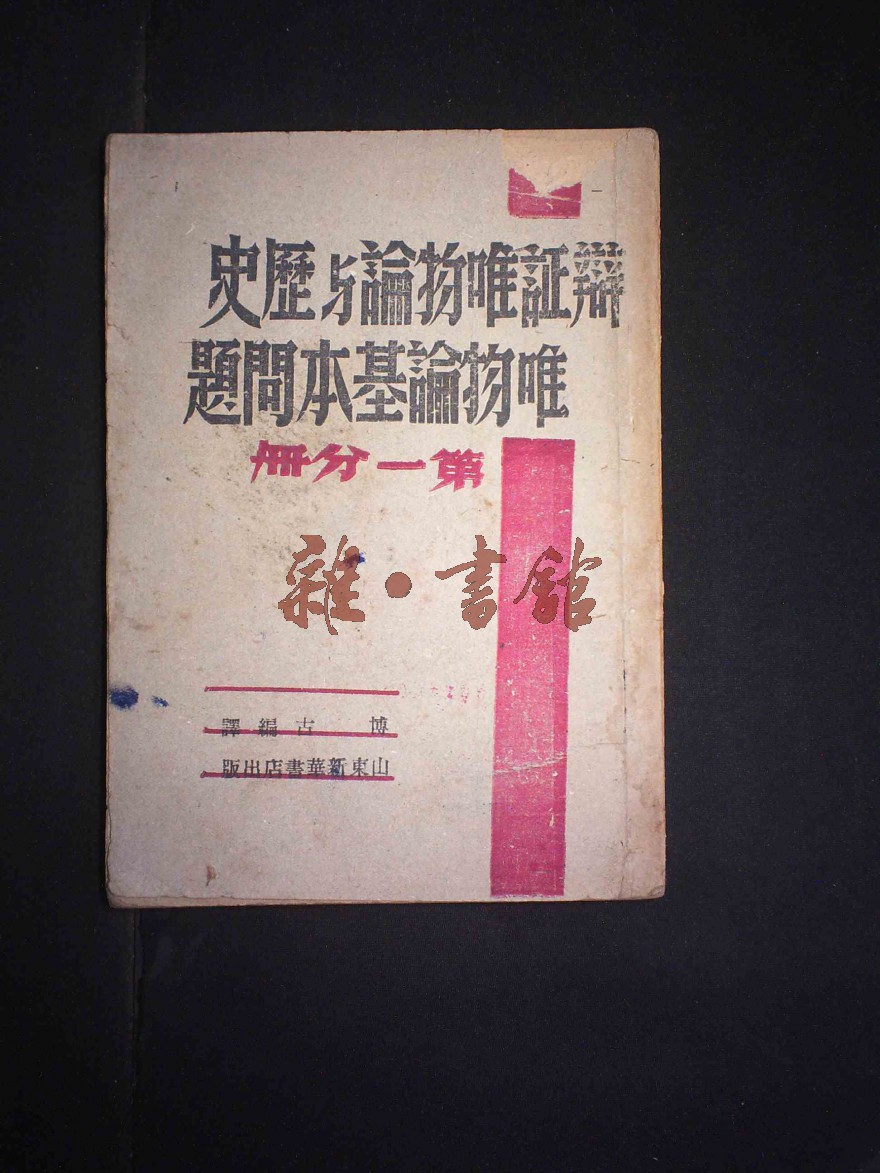 辯証唯物論与歷史
唯物論基本問題
第一分冊
雜·書館
博古編譯
山東新華書店出版